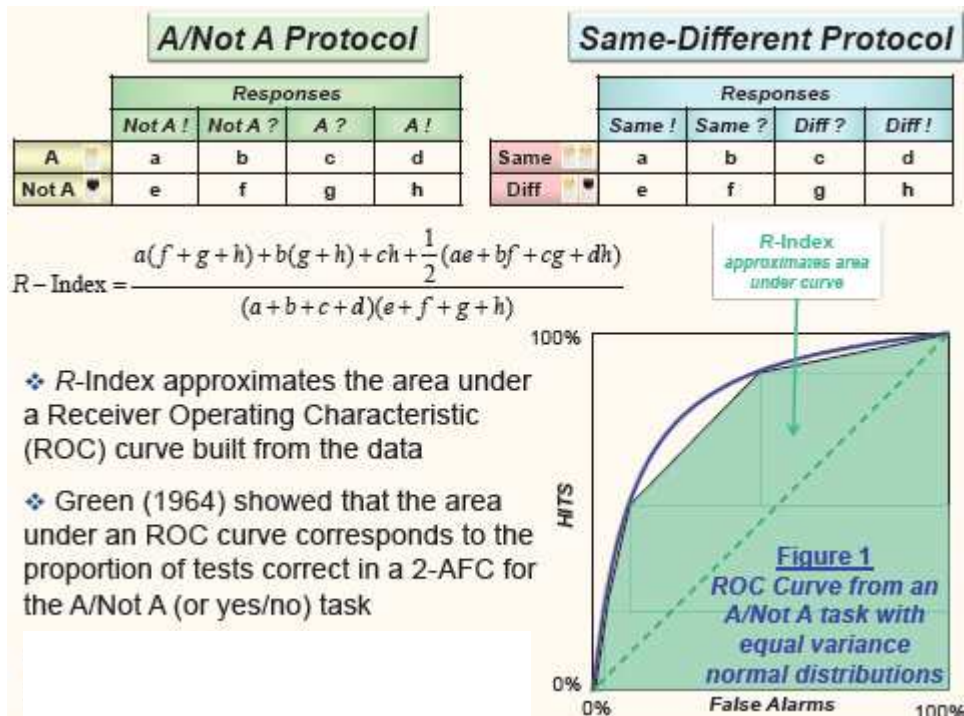 A/Not A Protocol
Responses
Not A ! Not A ? A ? A !
A a b c d
Not A e f g h
Same-Different Protocol
Responses
Same ! Same ? Diff ? Diff !
Same a b c d
Diff e f g h
R – Index = \frac{a(f+g+h)+b(g+h)+ch+\frac{1}{2}(ae+bf+cg+dh)}{(a+b+c+d)(e+f+g+h)}
❖ R-Index approximates the area under
a Receiver Operating Characteristic
(ROC) curve built from the data
❖ Green (1964) showed that the area
under an ROC curve corresponds to the
proportion of tests correct in a 2-AFC for
the A/Not A (or yes/no) task
R-Index
approximates area
under curve
100%
HITS
Figure 1
ROC Curve from an
A/Not A task with
equal variance
normal distributions
0%
0% False Alarms 100%